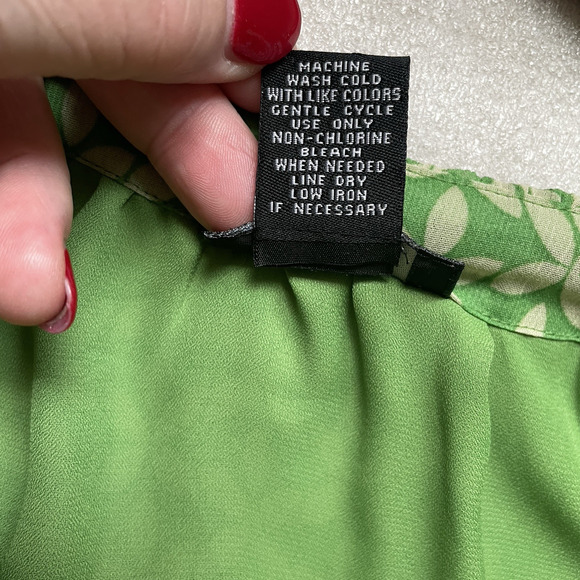 MACHINE
WASH COLD
WITH LIKE COLORS
GENTLE CYCLE
USE ONLY
NON-CHLORINE
BLEACH
WHEN NEEDED
LINE DRY
LOW IRON
IF NECESSARY